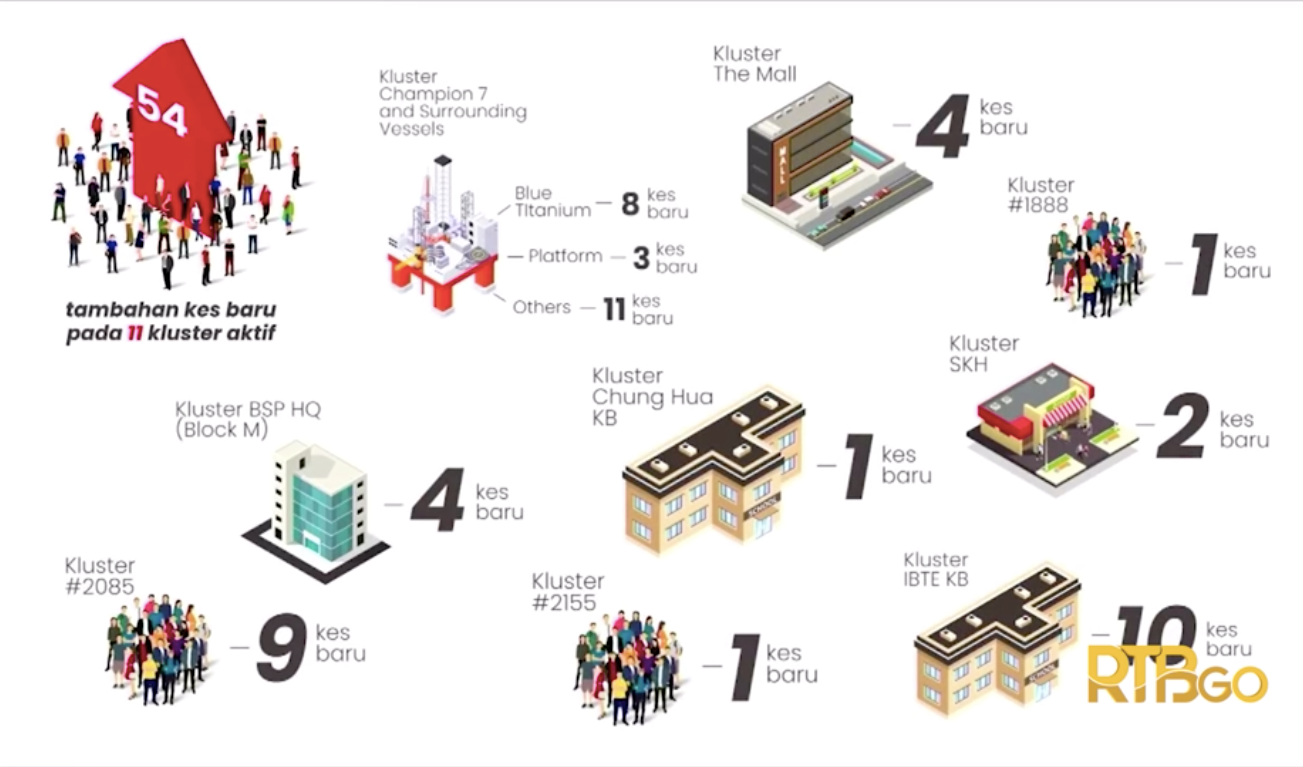 54
tambahan kes baru
pada 11 kluster aktif
Kluster
Champion 7
and Surrounding
Vessels
Blue
TItanium
8 kes
baru
Platform
3 kes
baru
Others
11 kes
baru
Kluster
The Mall
MALL
4 kes
baru
Kluster
#1888
1 kes
baru
Kluster BSP HQ
(Block M)
4 kes
baru
Kluster
Chung Hua
KB
SCHOOL
1 kes
baru
Kluster
SKH
2 kes
baru
Kluster
#2085
9 kes
baru
Kluster
#2155
1 kes
baru
Kluster
IBTE KB
SCHOOL
10 kes
baru
RTBGO